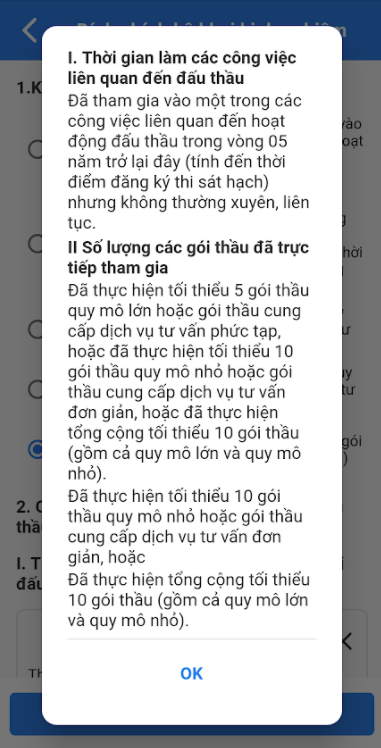 I. Thời gian làm các công việc
liên quan đến đấu thầu
Đã tham gia vào một trong các
công việc liên quan đến hoạt
động đấu thầu trong vòng 05
năm trở lại đây (tính đến thời
điểm đăng ký thi sát hạch)
nhưng không thường xuyên, liên
tục.
II Số lượng các gói thầu đã trực
tiếp tham gia
Đã thực hiện tối thiểu 5 gói thầu
quy mô lớn hoặc gói thầu cung
cấp dịch vụ tư vấn phức tạp,
hoặc đã thực hiện tối thiểu 10
gói thầu quy mô nhỏ hoặc gói
thầu cung cấp dịch vụ tư vấn
đơn giản, hoặc đã thực hiện
tổng cộng tối thiểu 10 gói thầu
(gồm cả quy mô lớn và quy mô
nhỏ).
Đã thực hiện tối thiểu 10 gói
thầu quy mô nhỏ hoặc gói thầu
cung cấp dịch vụ tư vấn đơn
giản, hoặc
Đã thực hiện tổng cộng tối thiểu
10 gói thầu (gồm cả quy mô lớn
và quy mô nhỏ).
OK